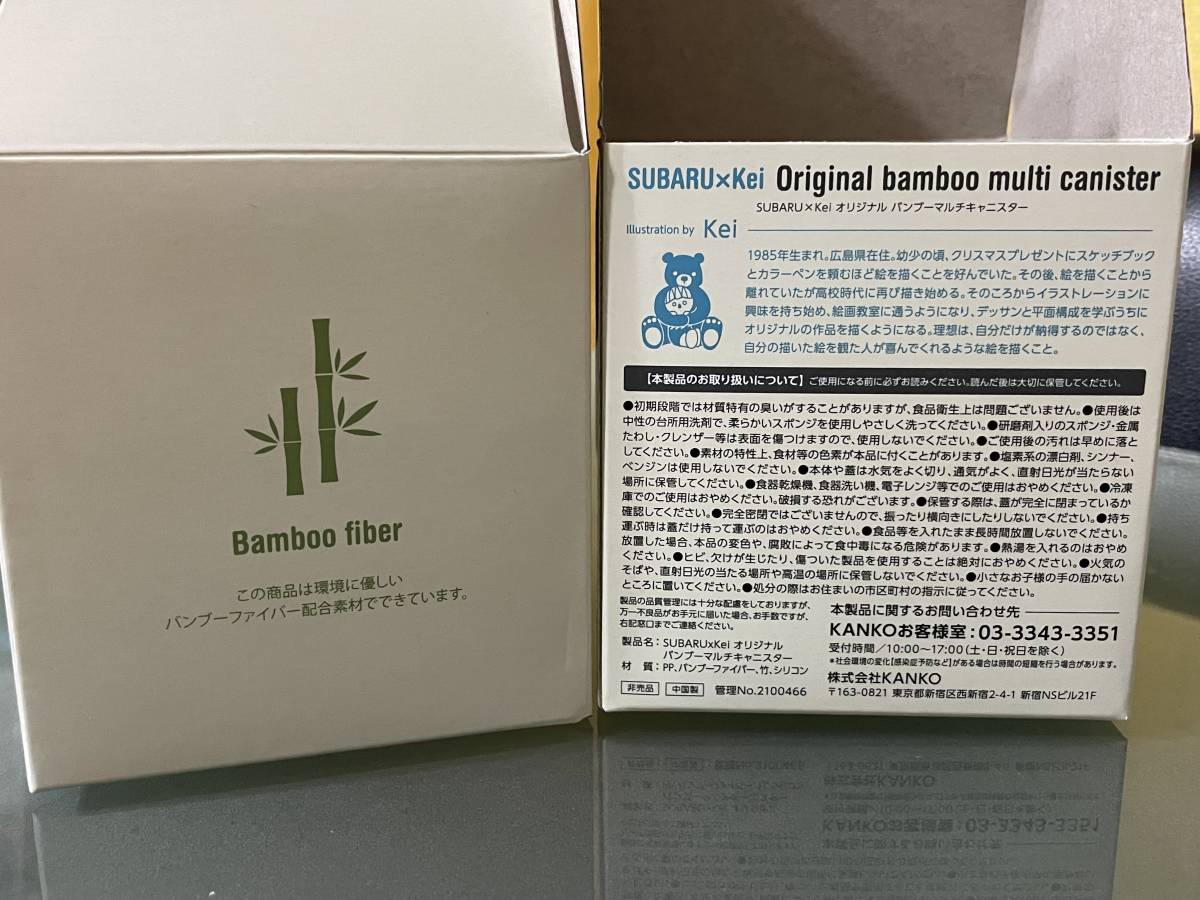 Bamboo fiber
この商品は環境に優しい
バンブーファイバー配合素材でできています。
SUBARU×Kei Original bamboo multi canister
SUBARU×Kei オリジナル バンブーマルチキャニスター
Illustration by Kei
1985年生まれ。広島県在住。幼少の頃、クリスマスプレゼントにスケッチブック
とカラーペンを頼むほど絵を描くことを好んでいた。その後、絵を描くことから
離れていたが高校時代に再び描き始める。そのころからイラストレーションに
興味を持ち始め、絵画教室に通うようになり、デッサンと平面構成を学ぶうちに
オリジナルの作品を描くようになる。理想は、自分だけが納得するのではなく、
自分の描いた絵を観た人が喜んでくれるような絵を描くこと。
【本製品のお取り扱いについて】ご使用になる前に必ずお読みください。読んだ後は大切に保管してください。
●初期段階では材質特有の臭いがすることがありますが、食品衛生上は問題ございません。●使用後は
中性の台所用洗剤で、柔らかいスポンジを使用しやさしく洗ってください。●研磨剤入りのスポンジ・金属
たわし・クレンザー等は表面を傷つけますので、使用しないでください。●ご使用後の汚れは早めに落と
してください。●素材の特性上、食材等の色素が本品に付くことがあります。●塩素系の漂白剤、シンナー、
ベンジンは使用しないでください。●本体や蓋は水気をよく切り、通気がよく、直射日光が当たらない
場所に保管してください。●食器乾燥機、食器洗い機、電子レンジ等でのご使用はおやめください。●冷凍
庫でのご使用はおやめください。破損する恐れがございます。●保管する際は、蓋が完全に閉まっているか
確認してください。●完全密閉ではございませんので、振ったり横向きにしたりしないでください。●持ち
運ぶ時は蓋だけ持って運ぶのはおやめください。●食品等を入れたまま長時間放置しないでください。
放置した場合、本品の変色や、腐敗によって食中毒になる危険があります。●熱湯を入れるのはおやめ
ください。●ヒビ、欠けが生じたり、傷ついた製品を使用することは絶対におやめください。●火気の
そばや、直射日光の当たる場所や高温の場所に保管しないでください。●小さなお子様の手の届かない
ところに置いてください。●処分の際はお住まいの市区町村の指示に従ってください。
製品の品質管理には十分な配慮をしておりますが、
万一不良品がお手元に届いた場合、お手数ですが、
右記窓口までご連絡ください。
製品名：SUBARUxKei オリジナル
バンブーマルチキャニスター
材 質：PP、バンブーファイバー、竹、シリコン
非売品 中国製 管理No.2100466
本製品に関するお問い合わせ先
KANKOお客様室：03-3343-3351
受付時間／10:00〜17:00（土・日・祝日を除く）
＊社会環境の変化【感染症予防など】がある場合は時間の短縮を行う場合があります。
株式会社KANKO
〒163-0821 東京都新宿区西新宿2-4-1 新宿NSビル21F